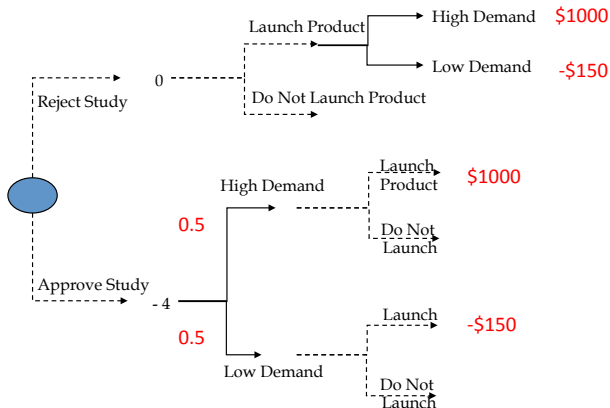 Launch Product
High Demand $1000
Low Demand -$150
Reject Study
0
Do Not Launch Product
High Demand
Launch
Product
$1000
0.5
Do Not
Launch
Approve Study
- 4
0.5
Launch
-$150
Low Demand
Do Not
Launch